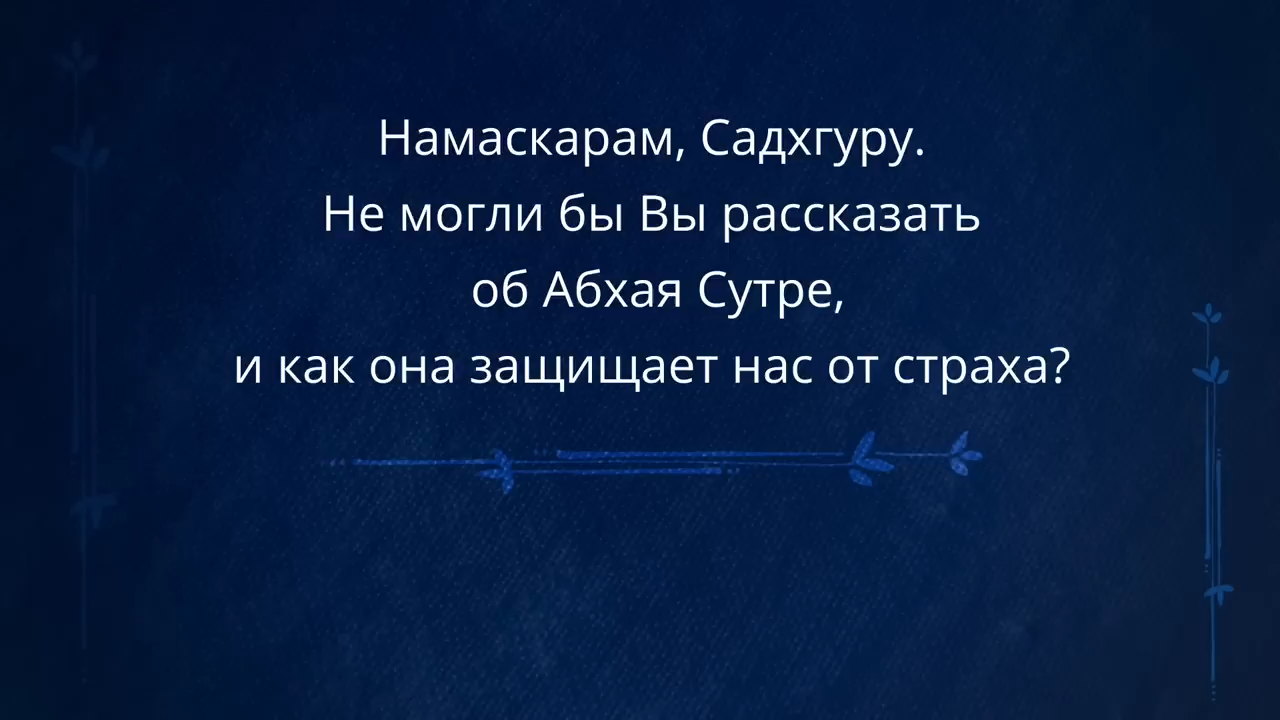 Намаскарам, Садхгуру.
Не могли бы Вы рассказать
об Абхая Сутре,
и как она защищает нас от страха?